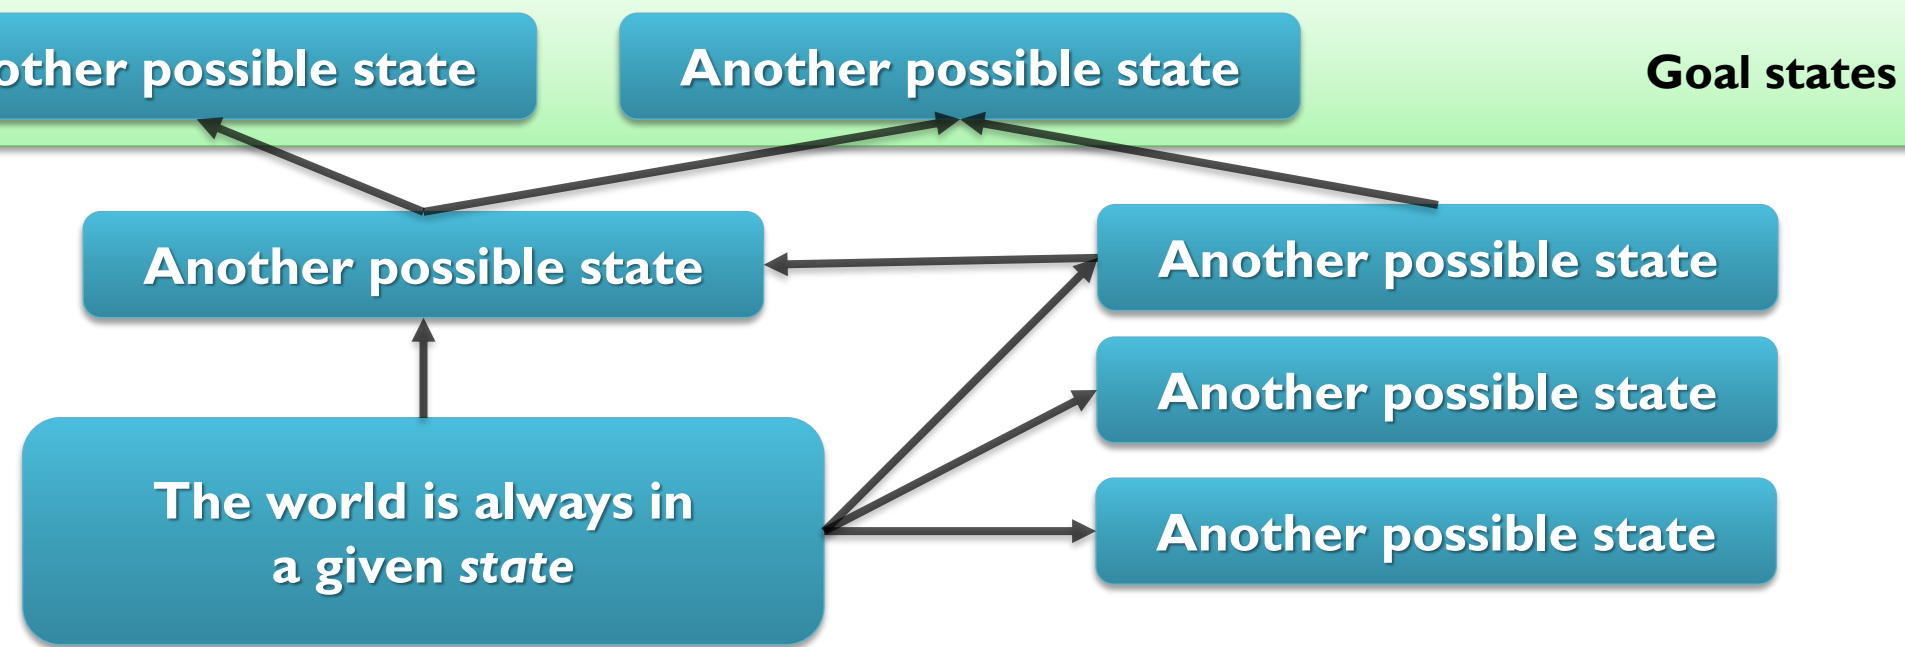 other possible state
Another possible state
Goal states
Another possible state
Another possible state
Another possible state
The world is always in
a given state
Another possible state